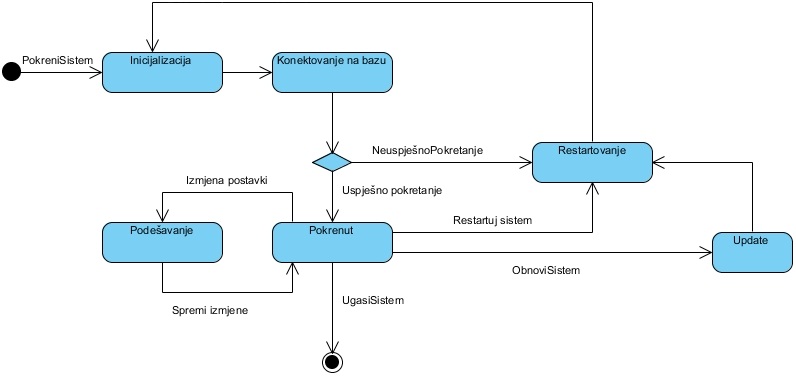 PokreniSistem
Inicijalizacija
Konektovanje na bazu
NeuspješnoPokretanje
Restartovanje
Izmjena postavki
Uspješno pokretanje
Podešavanje
Pokrenut
Restartuj sistem
Update
ObnoviSistem
Spremi izmjene
UgasiSistem